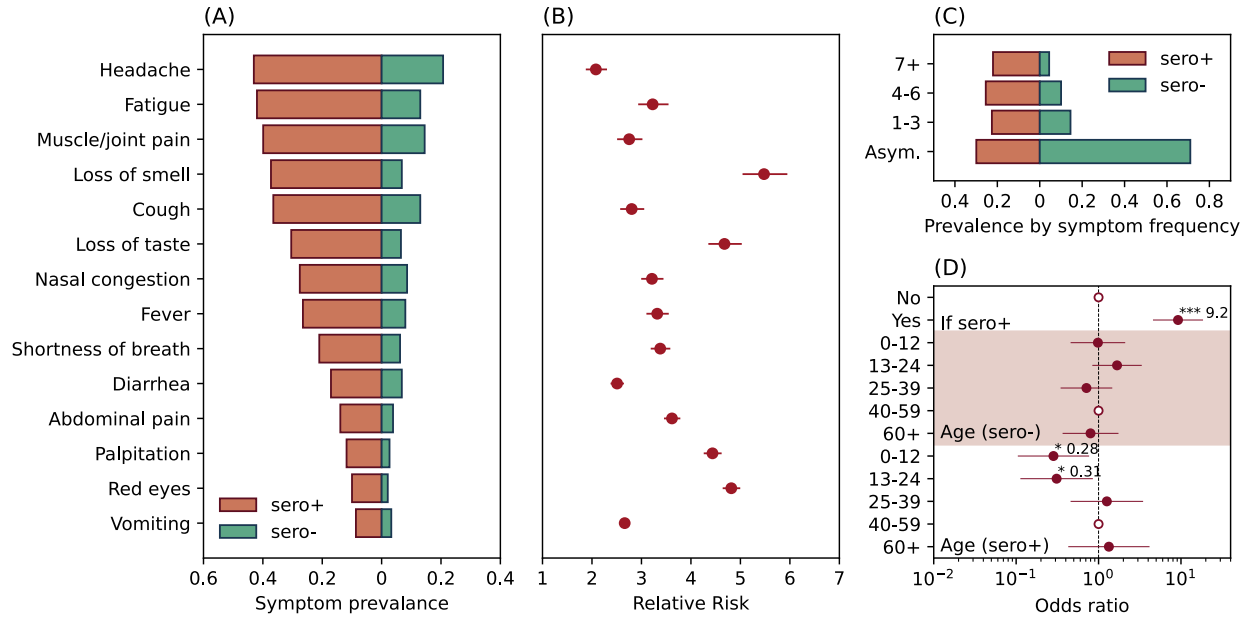 (A)
Headache
Fatigue
Muscle/joint pain
Loss of smell
Cough
Loss of taste
Nasal congestion
Fever
Shortness of breath
Diarrhea
Abdominal pain
Palpitation
Red eyes
Vomiting
sero+
sero-
0.6 0.4 0.2 0 0.2 0.4
Symptom prevalance
(B)
1 2 3 4 5 6 7
Relative Risk
(C)
7+
4-6
1-3
Asym.
sero+
sero-
0.4 0.2 0 0.2 0.4 0.6 0.8
Prevalence by symptom frequency
(D)
No
Yes If sero+ *** 9.2
0-12
13-24
25-39
40-59
60+ Age (sero-)
0-12 * 0.28
13-24 * 0.31
25-39
40-59
60+ Age (sero+)
10⁻² 10⁻¹ 10⁰ 10¹
Odds ratio